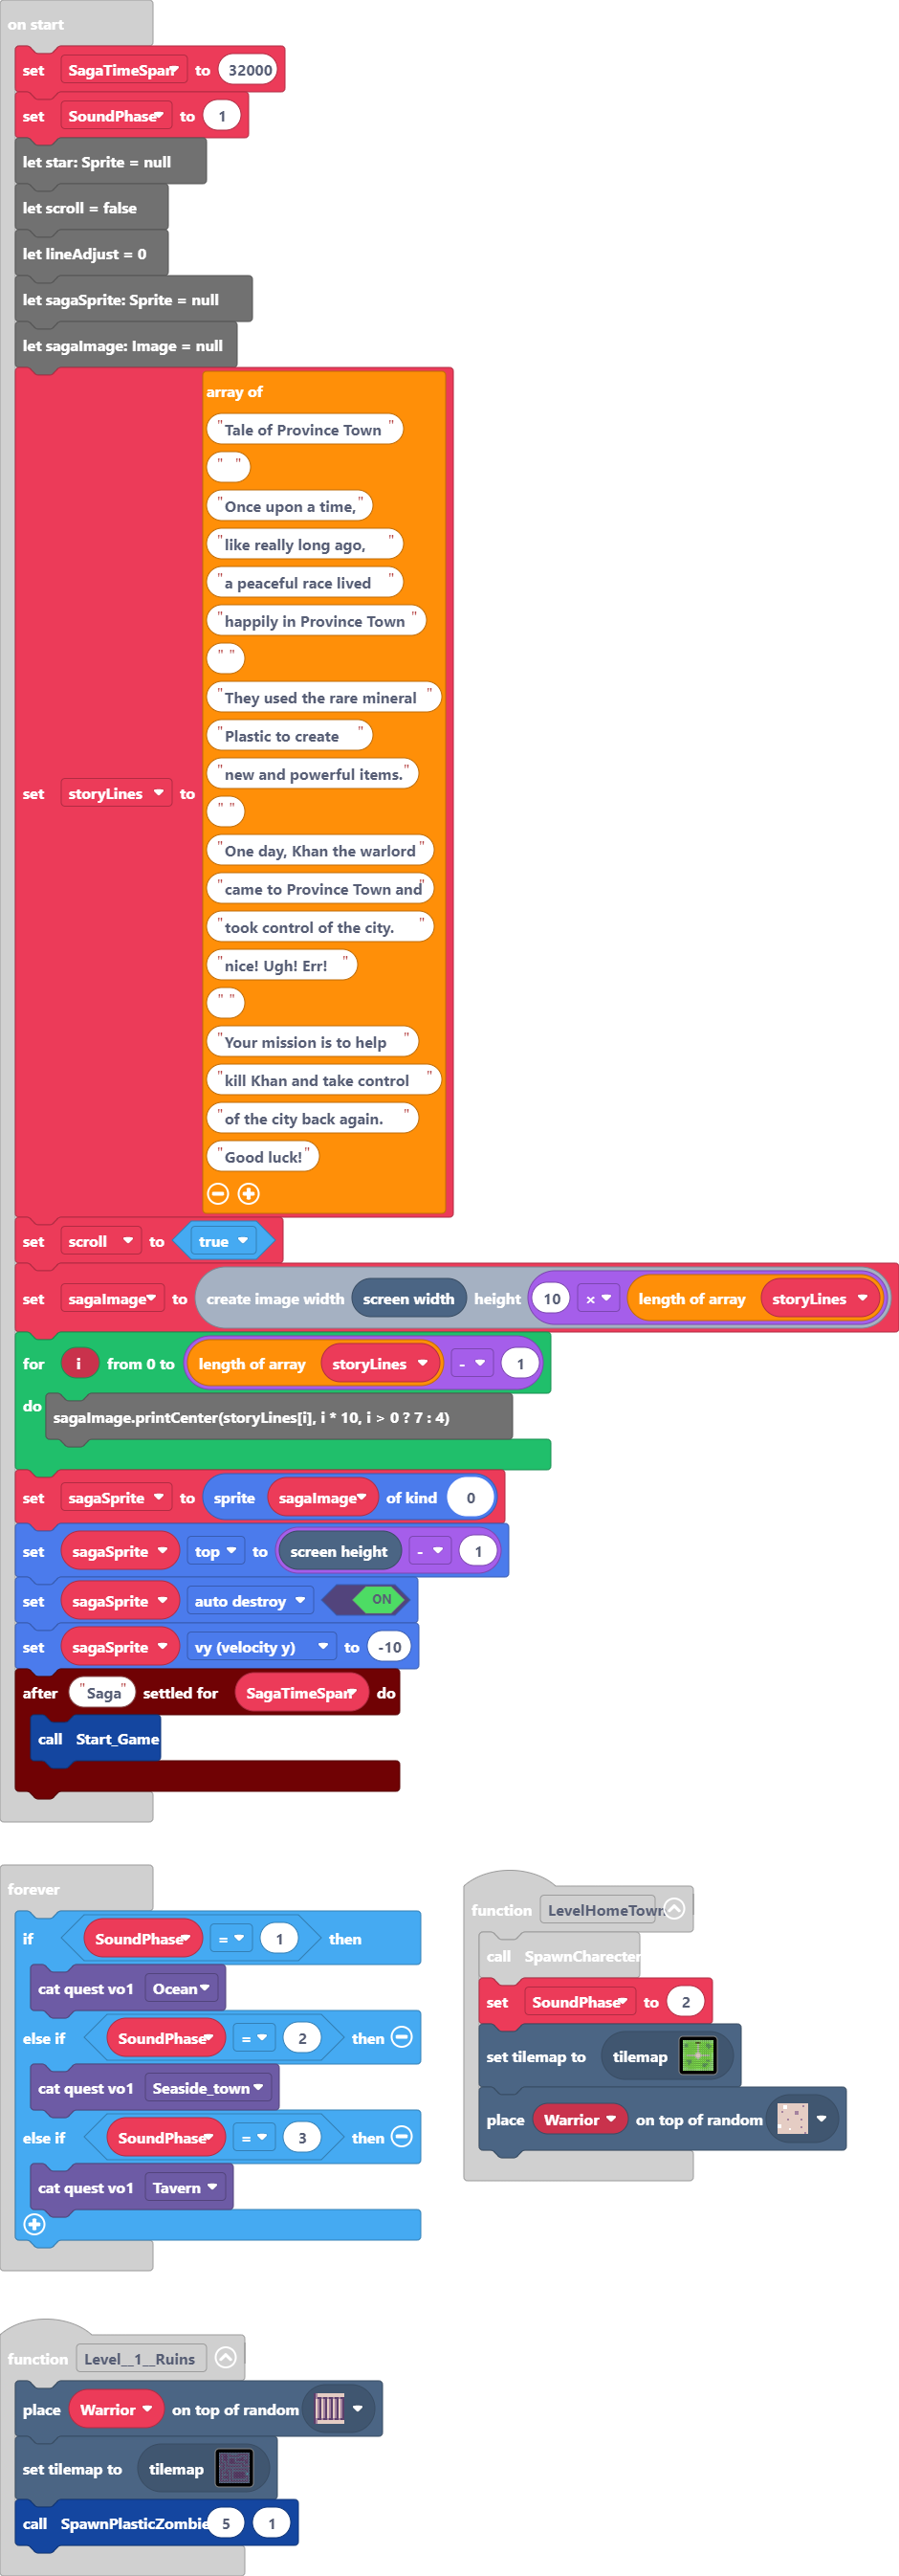 on start
set SagaTimeSpan to 32000
set SoundPhase to 1
let star: Sprite = null
let scroll = false
let lineAdjust = 0
let sagaSprite: Sprite = null
let sagaImage: Image = null
set storyLines to
array of
"Tale of Province Town "
" "
"Once upon a time,"
"like really long ago, "
"a peaceful race lived "
"happily in Province Town "
" "
"They used the rare mineral "
"Plastic to create "
"new and powerful items."
" "
"One day, Khan the warlord "
"came to Province Town and"
"took control of the city. "
"nice! Ugh! Err! "
" "
"Your mission is to help "
"kill Khan and take control "
"of the city back again. "
"Good luck!"
set scroll to true
set sagaImage to create image width screen width height 10 × length of array storyLines
for i from 0 to length of array storyLines - 1
do
sagaImage.printCenter(storyLines[i], i * 10, i > 0 ? 7 : 4)
set sagaSprite to sprite sagaImage of kind 0
set sagaSprite top to screen height - 1
set sagaSprite auto destroy ON
set sagaSprite vy (velocity y) to -10
after "Saga" settled for SagaTimeSpan do
call Start_Game
forever
if SoundPhase = 1 then
cat quest vo1 Ocean
else if SoundPhase = 2 then
cat quest vo1 Seaside_town
else if SoundPhase = 3 then
cat quest vo1 Tavern
function LevelHomeTown
call SpawnCharecter
set SoundPhase to 2
set tilemap to tilemap
place Warrior on top of random
function Level__1__Ruins
place Warrior on top of random
set tilemap to tilemap
call SpawnPlasticZombie 5 1